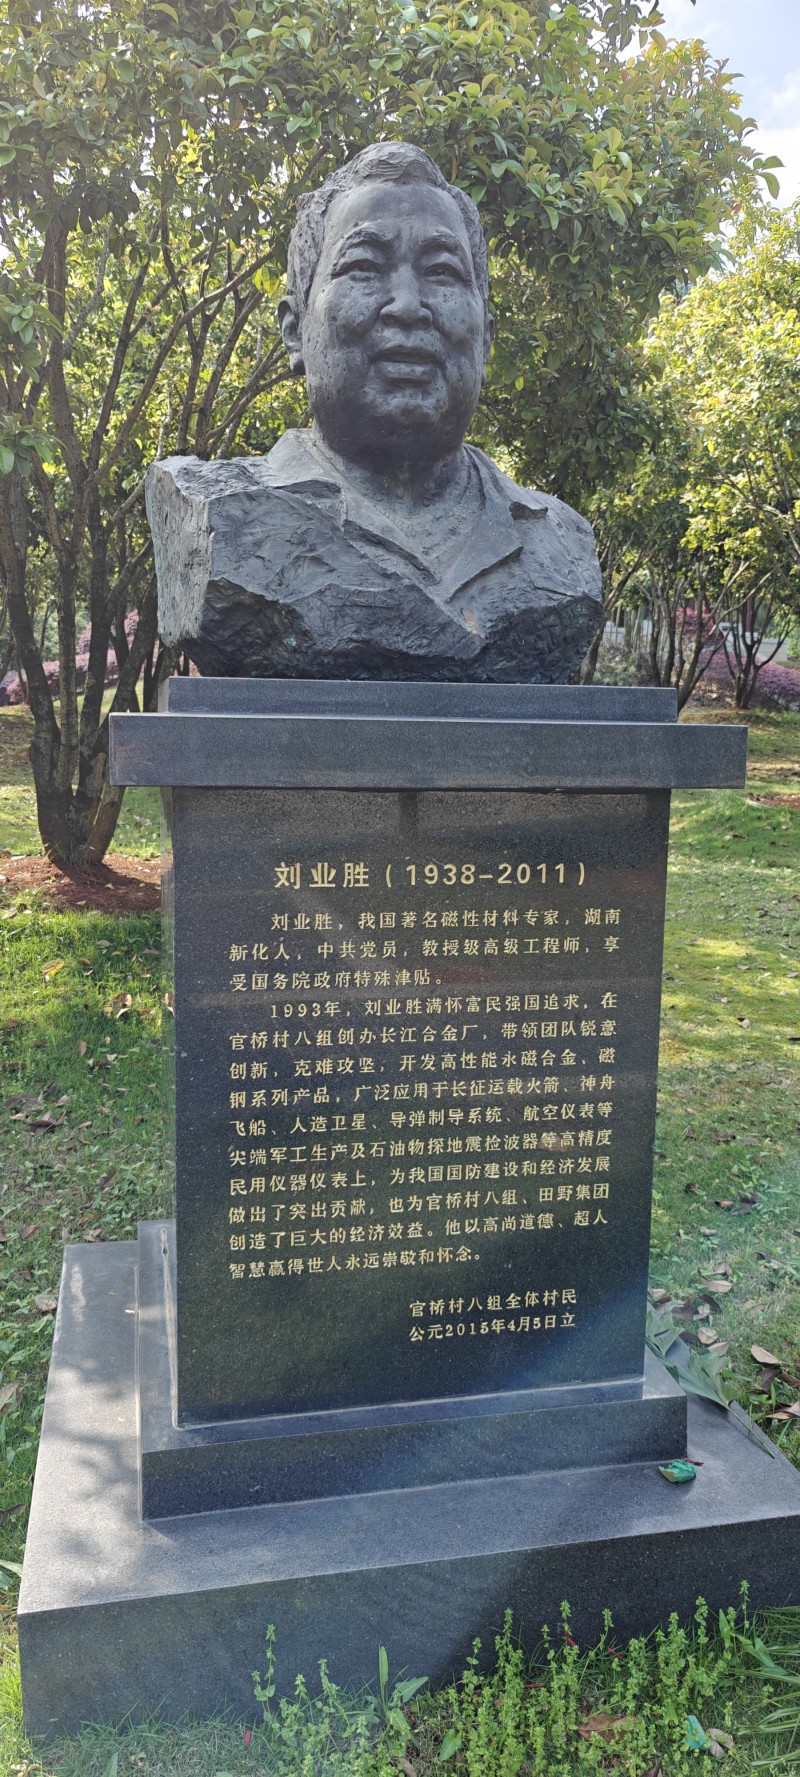 刘业胜（1938-2011）
刘业胜，我国著名磁性材料专家，湖南
新化人，中共党员，教授级高级工程师，享
受国务院政府特殊津贴。
1993年，刘业胜满怀富民强国追求，在
官桥村八组创办长江合金厂，带领团队锐意
创新，克难攻坚，开发高性能永磁合金、磁
钢系列产品，广泛应用于长征运载火箭、神舟
飞船、人造卫星、导弹制导系统、航空仪表等
尖端军工生产及石油物探地震检波器等高精度
民用仪器仪表上，为我国国防建设和经济发展
做出了突出贡献，也为官桥村八组、田野集团
创造了巨大的经济效益。他以高尚道德、超人
智慧赢得世人永远崇敬和怀念。
官桥村八组全体村民
公元2015年4月5日立